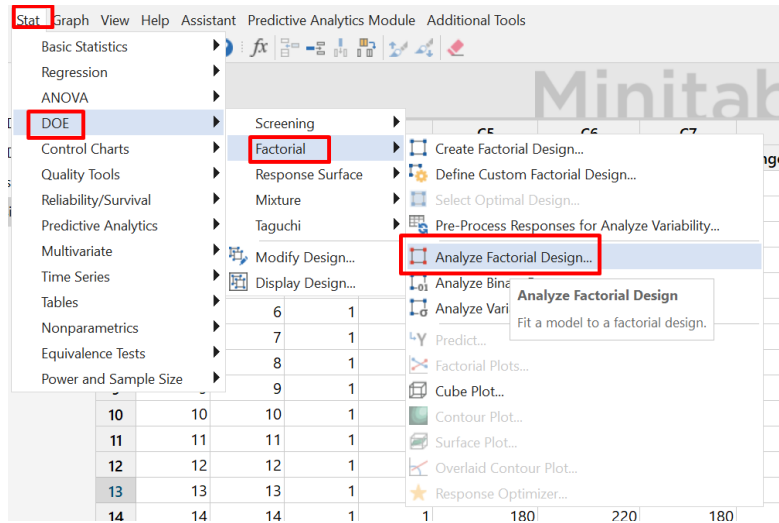 Stat Graph View Help Assistant Predictive Analytics Module Additional Tools
fx
Minitab
Basic Statistics
Regression
ANOVA
DOE
Control Charts
Quality Tools
Reliability/Survival
Predictive Analytics
Multivariate
Time Series
Tables
Nonparametrics
Equivalence Tests
Power and Sample Size
Screening
Factorial
Response Surface
Mixture
Taguchi
Modify Design...
Display Design...
C5 C6 C7
Create Factorial Design...
Define Custom Factorial Design...
Select Optimal Design...
Pre-Process Responses for Analyze Variability...
Analyze Factorial Design...
Analyze
Analyze
Analyze Factorial Design
Fit a model to a factorial design.
Predict...
Factorial Plots...
Cube Plot...
Contour Plot...
Surface Plot...
Overlaid Contour Plot...
Response Optimizer...
6 1
7 1
8 1
9 1
10 10 10 1
11 11 11 1
12 12 12 1
13 13 13 1
14 14 14 1 1 180 220 180